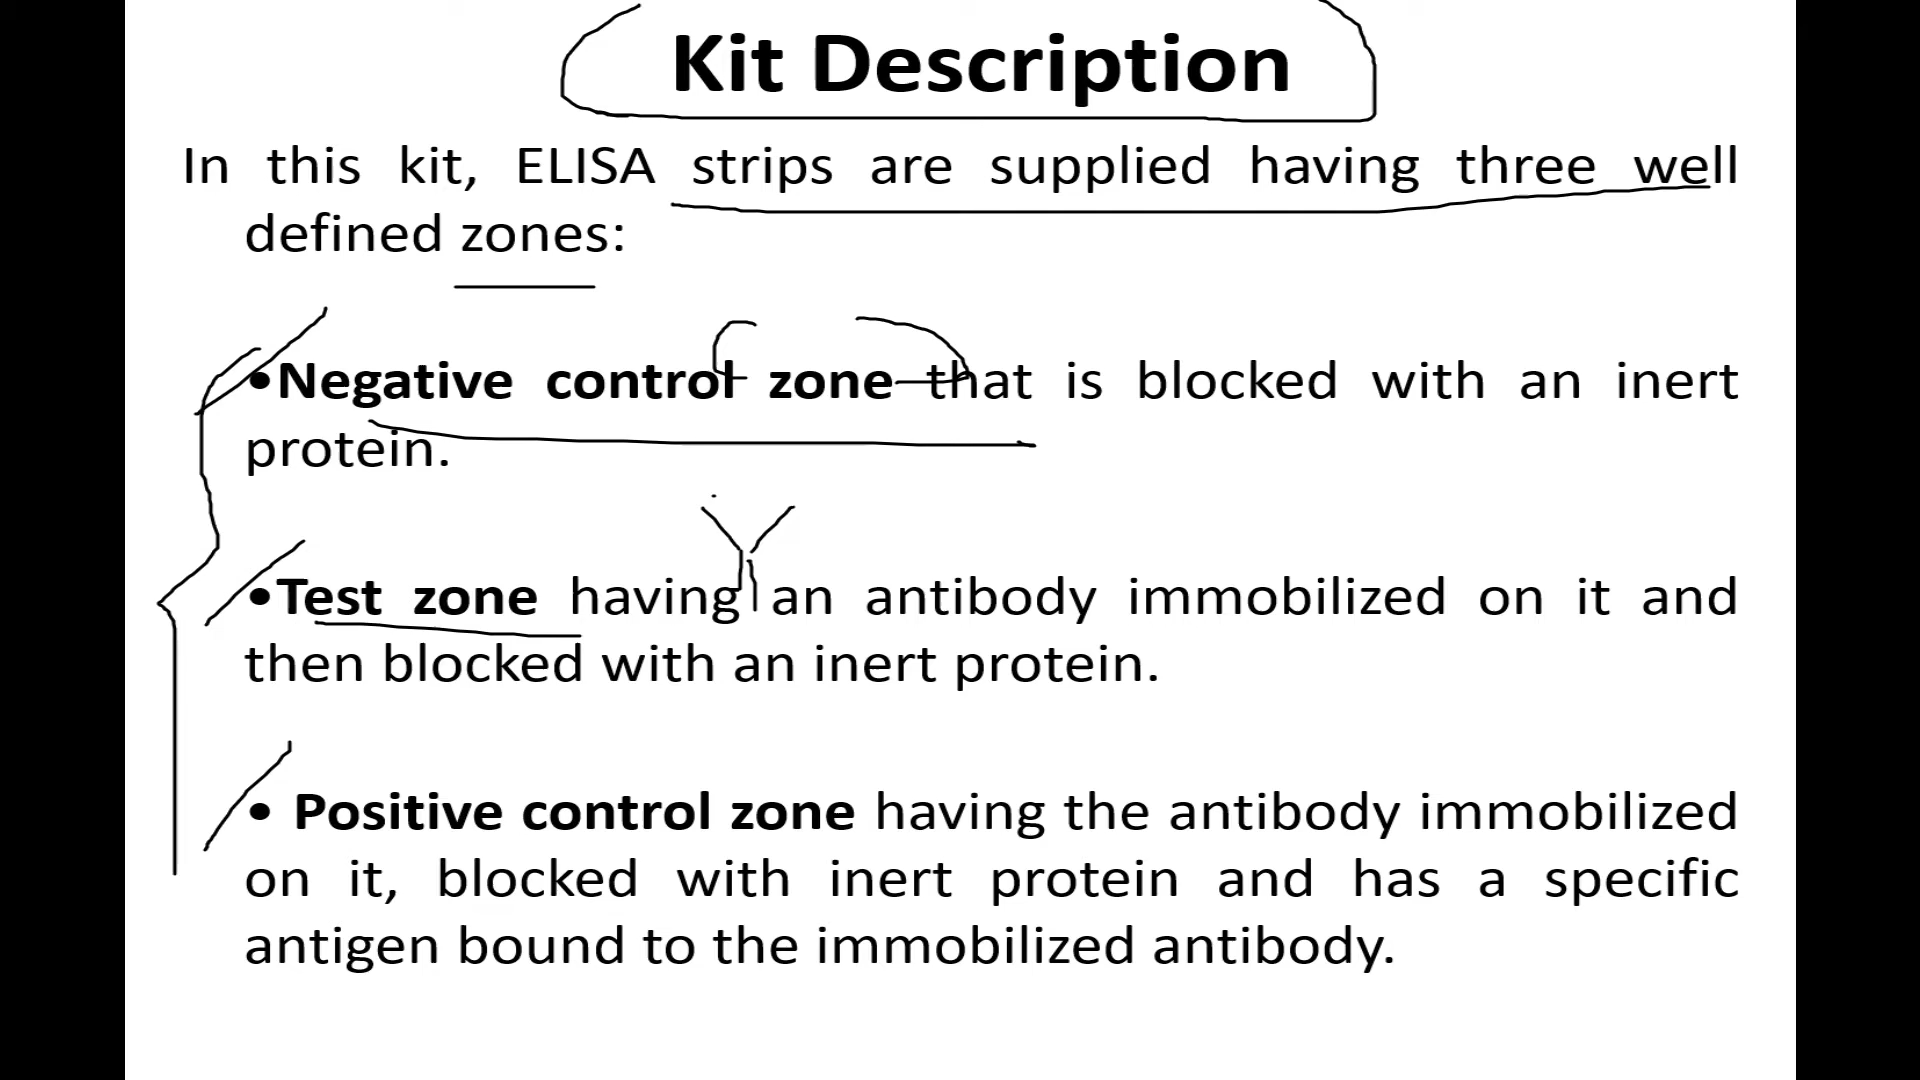 Kit Description
In this kit, ELISA strips are supplied having three well
defined zones:
•Negative control zone that is blocked with an inert
protein.
•Test zone having an antibody immobilized on it and
then blocked with an inert protein.
• Positive control zone having the antibody immobilized
on it, blocked with inert protein and has a specific
antigen bound to the immobilized antibody.